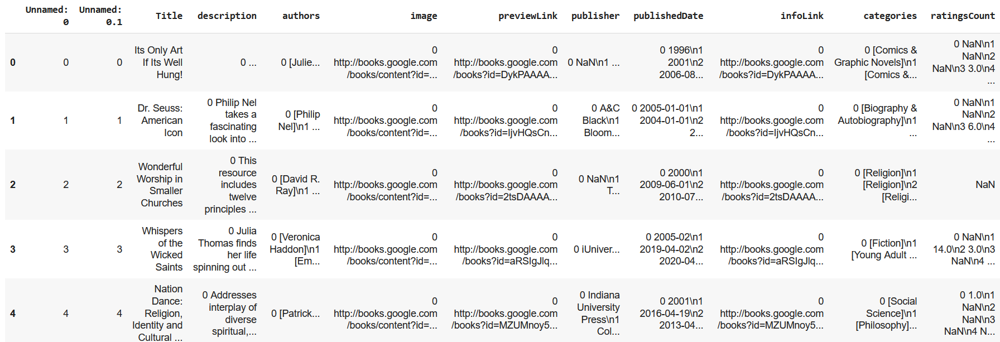 Unnamed: 0 Unnamed: 0.1 Title description authors image previewLink publisher publishedDate infoLink categories ratingsCount
0 0 0 Its Only Art If Its Well Hung! 0 ... 0 [Julie... 0 http://books.google.com/books/content?id=... 0 http://books.google.com/books?id=DykPAAAA... 0 NaN\n1 ... 0 1996\n1 2001\n2 2006-08... 0 http://books.google.com/books?id=DykPAAAA... 0 [Comics & Graphic Novels]\n1 [Comics &... 0 NaN\n1 NaN\n2 NaN\n3 3.0\n4 ...
1 1 1 Dr. Seuss: American Icon 0 Philip Nel takes a fascinating look into ... 0 [Philip Nel]\n1 ... 0 http://books.google.com/books/content?id=... 0 http://books.google.com/books?id=IjvHQsCn... 0 A&C Black\n1 Bloom... 0 2005-01-01\n1 2004-01-01\n2 2... 0 http://books.google.com/books?id=IjvHQsCn... 0 [Biography & Autobiography]\n1 ... 0 NaN\n1 NaN\n2 NaN\n3 6.0\n4 ...
2 2 2 Wonderful Worship in Smaller Churches 0 This resource includes twelve principles ... 0 [David R. Ray]\n1 ... 0 http://books.google.com/books/content?id=... 0 http://books.google.com/books?id=2tsDAAAA... 0 NaN\n1 T... 0 2000\n1 2009-06-01\n2 2010-07... 0 http://books.google.com/books?id=2tsDAAAA... 0 [Religion]\n1 [Religion]\n2 [Religi... NaN
3 3 3 Whispers of the Wicked Saints 0 Julia Thomas finds her life spinning out ... 0 [Veronica Haddon]\n1 [Em... 0 http://books.google.com/books/content?id=... 0 http://books.google.com/books?id=aRSIgJlq... 0 iUniver... 0 2005-02\n1 2019-04-02\n2 2020-04... 0 http://books.google.com/books?id=aRSIgJlq... 0 [Fiction]\n1 [Young Adult ... 0 NaN\n1 14.0\n2 3.0\n3 NaN\n4 ...
4 4 4 Nation Dance: Religion, Identity and Cultural ... 0 Addresses interplay of diverse spiritual,... 0 [Patrick... 0 http://books.google.com/books/content?id=... 0 http://books.google.com/books?id=MZUMnoy5... 0 Indiana University Press\n1 Col... 0 2001\n1 2016-04-19\n2 2013-04... 0 http://books.google.com/books?id=MZUMnoy5... 0 [Social Science]\n1 [Philosophy]... 0 1.0\n1 NaN\n2 NaN\n3 NaN\n4 N...